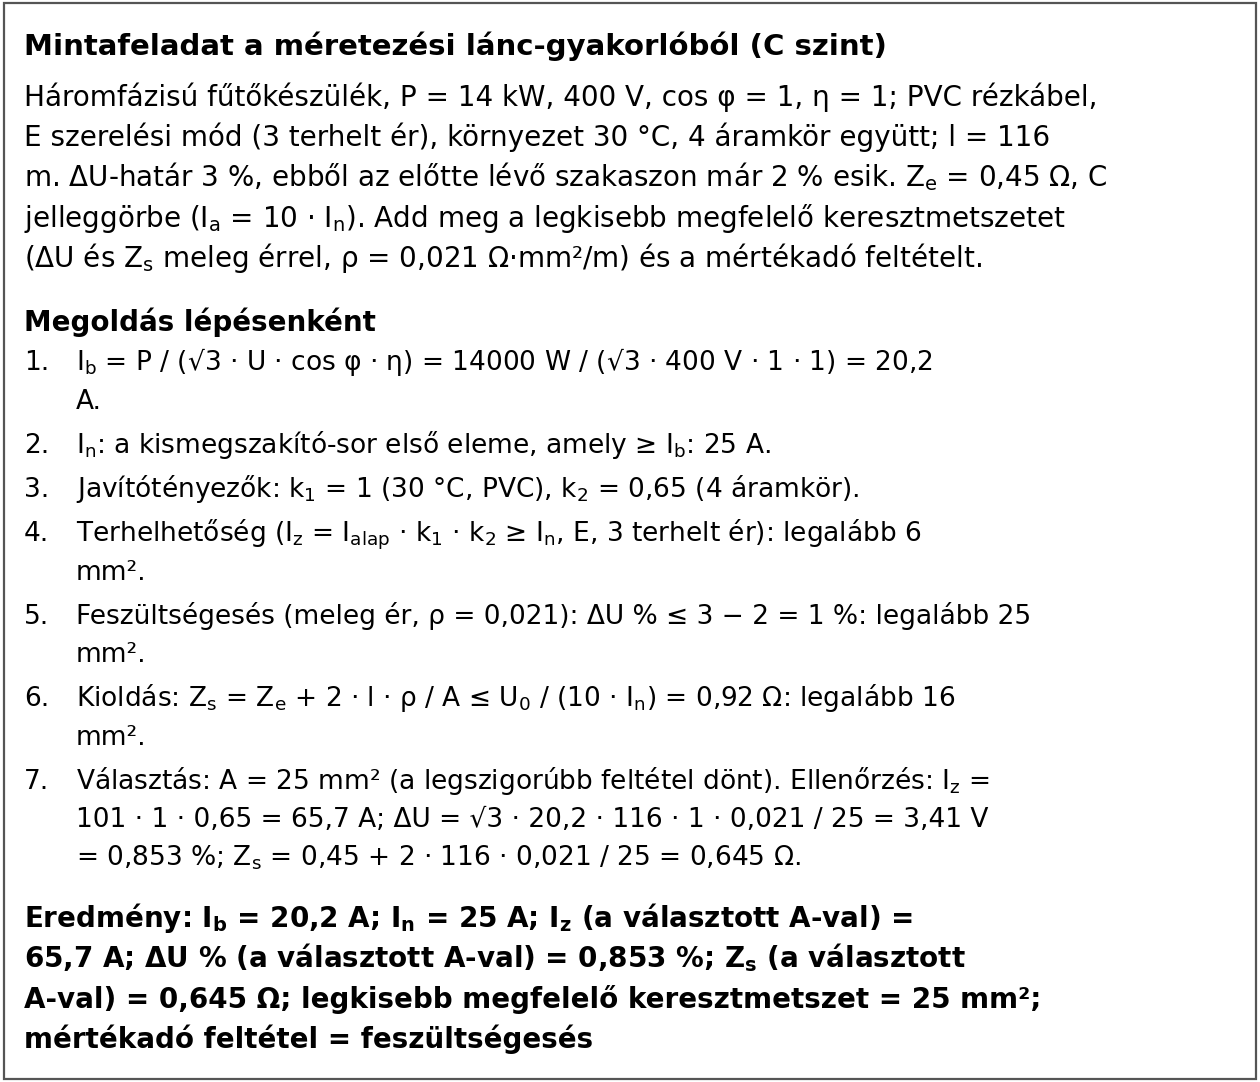 Mintafeladat a méretezési lánc-gyakorlóból (C szint)
Háromfázisú fűtőkészülék, P = 14 kW, 400 V, cos φ = 1, η = 1; PVC rézkábel,
E szerelési mód (3 terhelt ér), környezet 30 °C, 4 áramkör együtt; l = 116
m. ΔU-határ 3 %, ebből az előtte lévő szakaszon már 2 % esik. Zₑ = 0,45 Ω, C
jelleggörbe (Iₐ = 10 · Iₙ). Add meg a legkisebb megfelelő keresztmetszetet
(ΔU és Zₛ meleg érrel, ρ = 0,021 Ω·mm²/m) és a mértékadó feltételt.
Megoldás lépésenként
1. I_b = P / (√3 · U · cos φ · η) = 14000 W / (√3 · 400 V · 1 · 1) = 20,2
A.
2. Iₙ: a kismegszakító-sor első eleme, amely ≥ I_b: 25 A.
3. Javítótényezők: k₁ = 1 (30 °C, PVC), k₂ = 0,65 (4 áramkör).
4. Terhelhetőség (I_z = I_alap · k₁ · k₂ ≥ Iₙ, E, 3 terhelt ér): legalább 6
mm².
5. Feszültségesés (meleg ér, ρ = 0,021): ΔU % ≤ 3 − 2 = 1 %: legalább 25
mm².
6. Kioldás: Zₛ = Zₑ + 2 · l · ρ / A ≤ U₀ / (10 · Iₙ) = 0,92 Ω: legalább 16
mm².
7. Választás: A = 25 mm² (a legszigorúbb feltétel dönt). Ellenőrzés: I_z =
101 · 1 · 0,65 = 65,7 A; ΔU = √3 · 20,2 · 116 · 1 · 0,021 / 25 = 3,41 V
= 0,853 %; Zₛ = 0,45 + 2 · 116 · 0,021 / 25 = 0,645 Ω.
Eredmény: I_b = 20,2 A; Iₙ = 25 A; I_z (a választott A-val) =
65,7 A; ΔU % (a választott A-val) = 0,853 %; Zₛ (a választott
A-val) = 0,645 Ω; legkisebb megfelelő keresztmetszet = 25 mm²;
mértékadó feltétel = feszültségesés